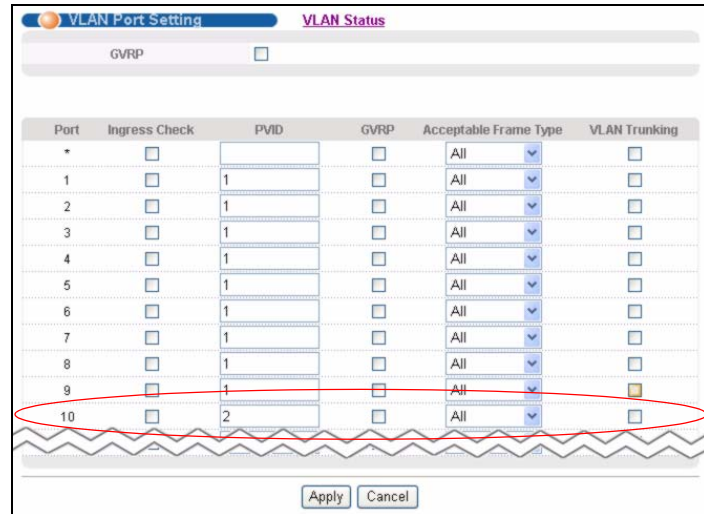 VLAN Port Setting VLAN Status
GVRP
Port Ingress Check PVID GVRP Acceptable Frame Type VLAN Trunking
* All
1 1 All
2 1 All
3 1 All
4 1 All
5 1 All
6 1 All
7 1 All
8 1 All
9 1 All
10 2 All
Apply Cancel